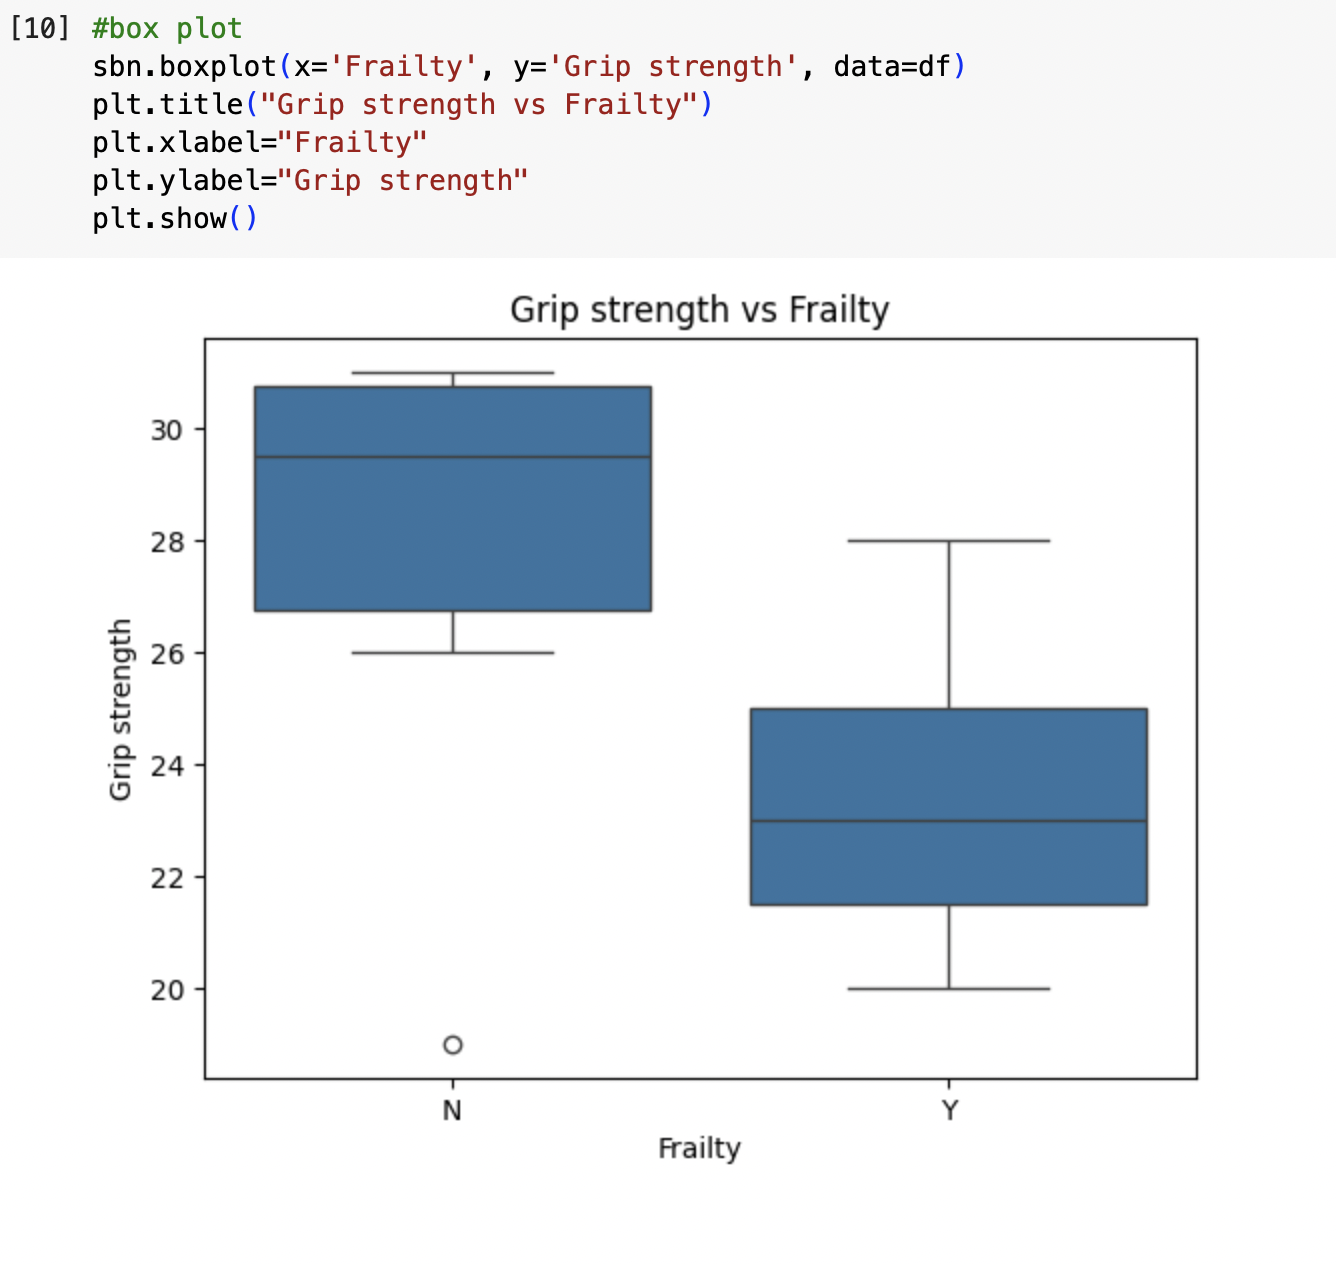 [10] #box plot
sbn.boxplot(x='Frailty', y='Grip strength', data=df)
plt.title("Grip strength vs Frailty")
plt.xlabel="Frailty"
plt.ylabel="Grip strength"
plt.show()
Grip strength vs Frailty
30
28
26
24
22
20
Grip strength
N Y
Frailty